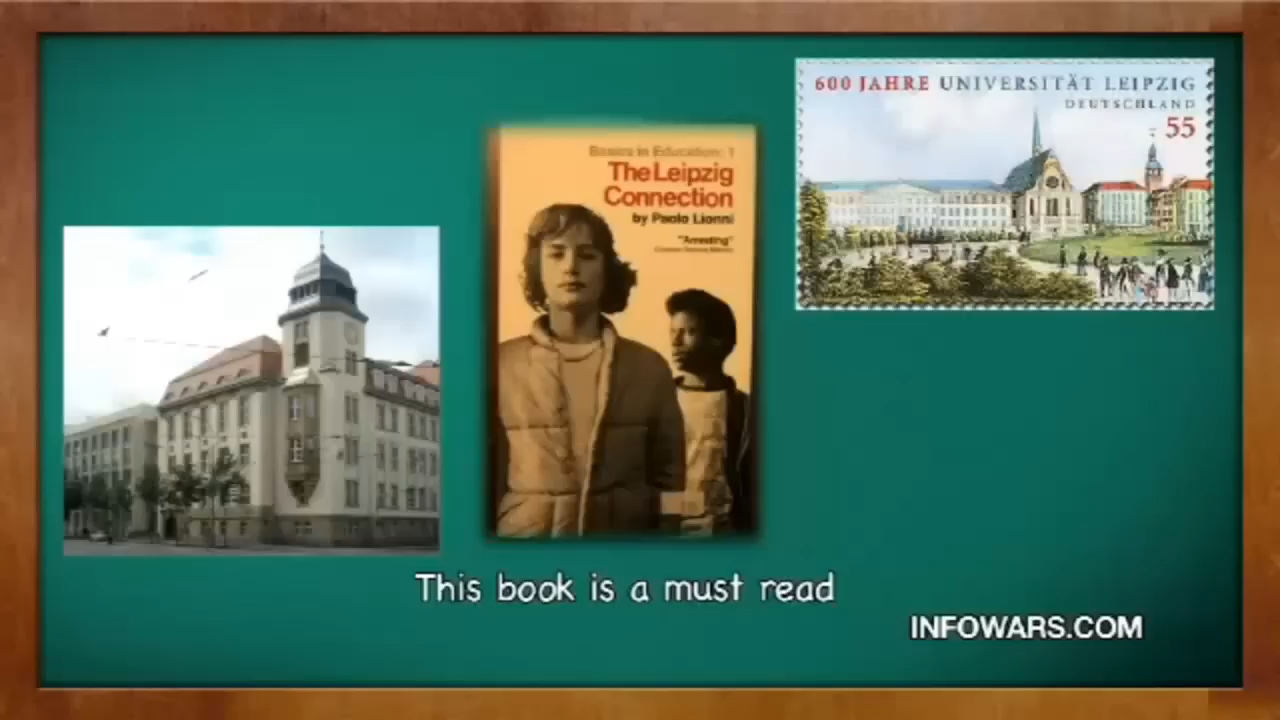 600 JAHRE UNIVERSITÄT LEIPZIG
DEUTSCHLAND
55
Basics in Education: 1
The Leipzig
Connection
by Paolo Lionni
"Arresting"
This book is a must read
INFOWARS.COM